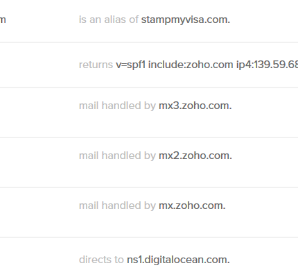 m is an alias of stampmyvisa.com.
returns v=spf1 include:zoho.com ip4:139.59.68
mail handled by mx3.zoho.com.
mail handled by mx2.zoho.com.
mail handled by mx.zoho.com.
directs to ns1.digitalocean.com.